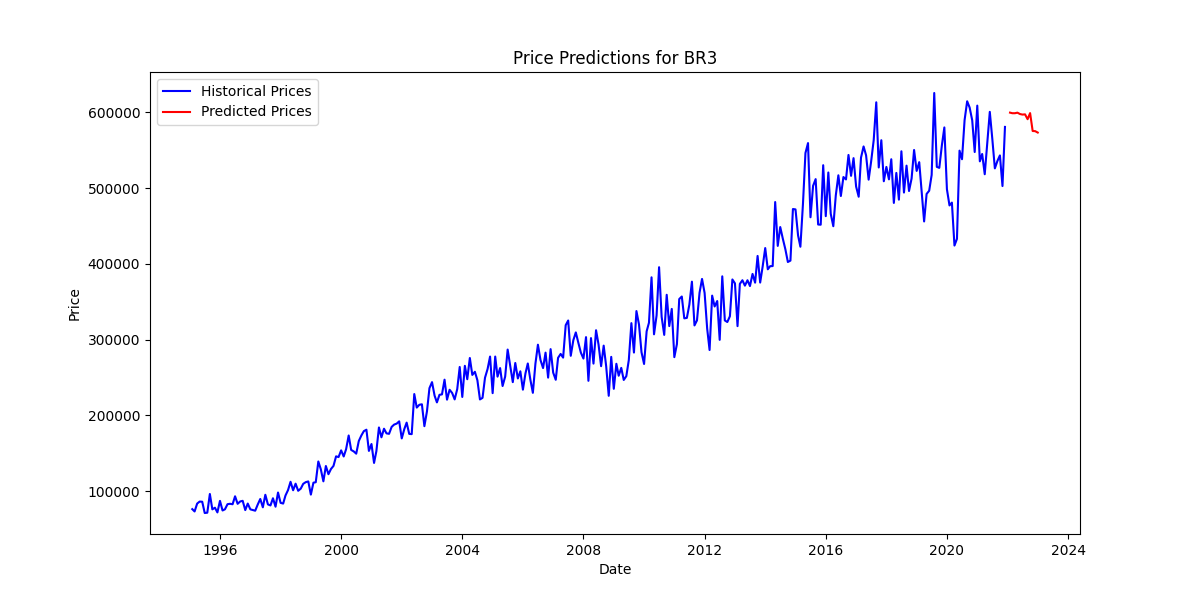 Price Predictions for BR3
Historical Prices
Predicted Prices
600000
500000
400000
300000
200000
100000
Price
1996 2000 2004 2008 2012 2016 2020 2024
Date